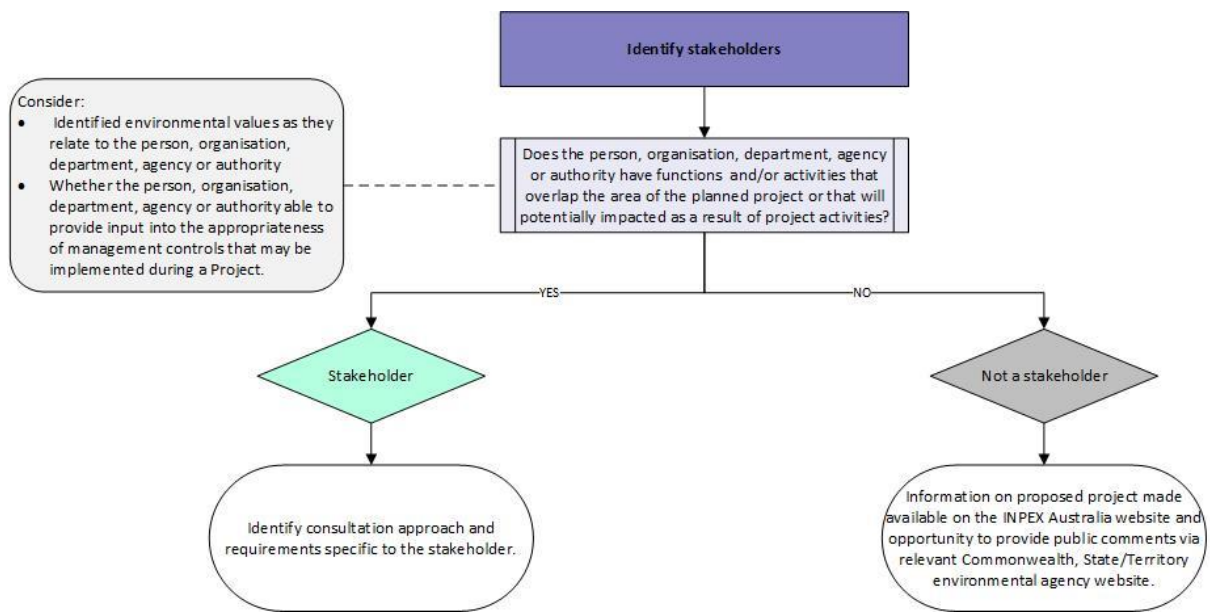 Identify stakeholders
Consider:
• Identified environmental values as they
relate to the person, organisation,
department, agency or authority
• Whether the person, organisation,
department, agency or authority able to
provide input into the appropriateness
of management controls that may be
implemented during a Project.
Does the person, organisation, department, agency
or authority have functions and/or activities that
overlap the area of the planned project or that will
potentially impacted as a result of project activities?
YES
NO
Stakeholder
Not a stakeholder
Identify consultation approach and
requirements specific to the stakeholder.
Information on proposed project made
available on the INPEX Australia website and
opportunity to provide public comments via
relevant Commonwealth, State/Territory
environmental agency website.